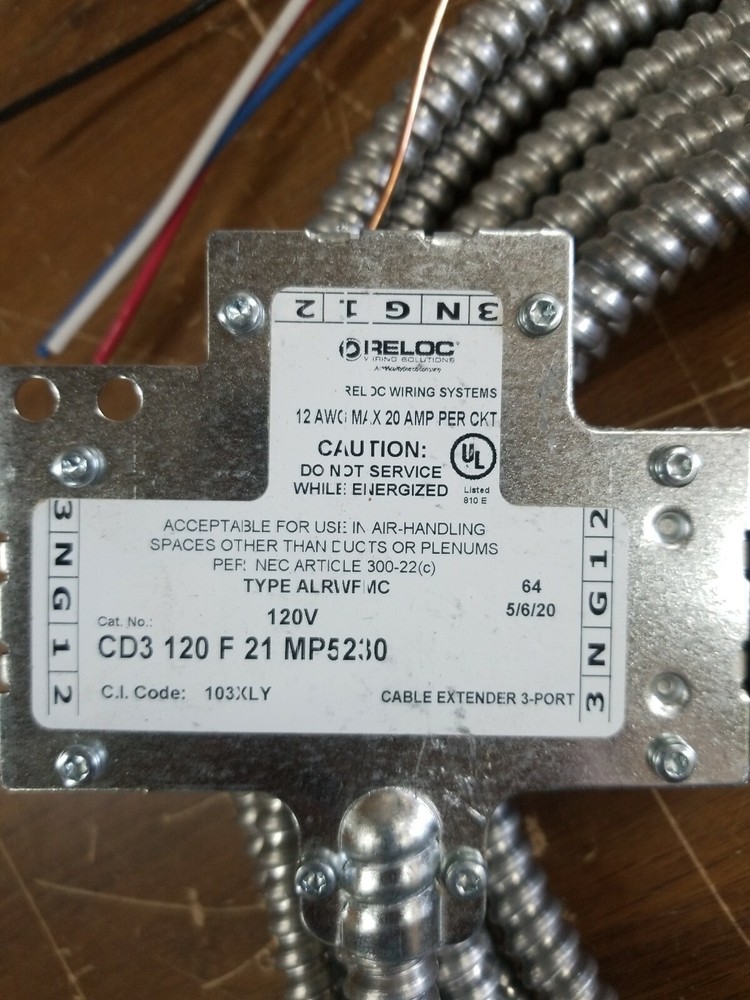 3 N G 1 2
RELOC
WIRING SOLUTIONS
RELOC WIRING SYSTEMS
12 AWG MAX 20 AMP PER CKT
CAUTION:
DO NOT SERVICE
WHILE ENERGIZED
UL
Listed
810 E
3 N G 1 2
ACCEPTABLE FOR USE IN AIR-HANDLING
SPACES OTHER THAN DUCTS OR PLENUMS
PER NEC ARTICLE 300-22(c)
TYPE ALRWFMC
64
120V
5/6/20
Cat. No.:
CD3 120 F 21 MP5230
C.I. Code: 103XLY
CABLE EXTENDER 3-PORT
3 N G 1 2